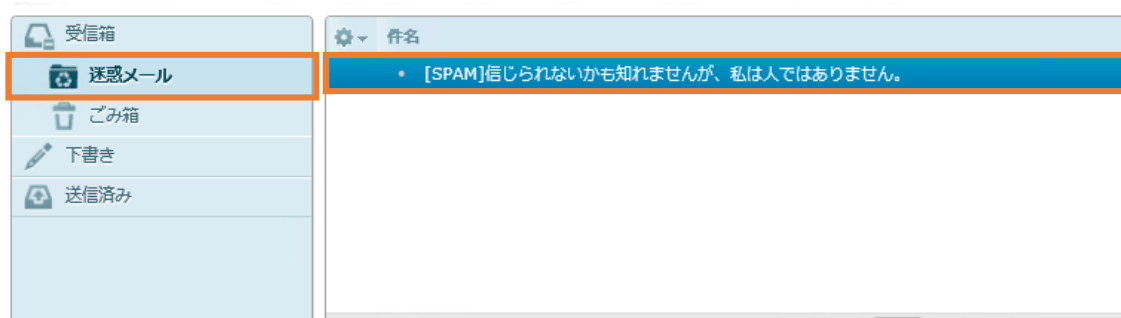 受信箱
迷惑メール
ごみ箱
下書き
送信済み
件名
[SPAM]信じられないかも知れませんが、私は人ではありません。